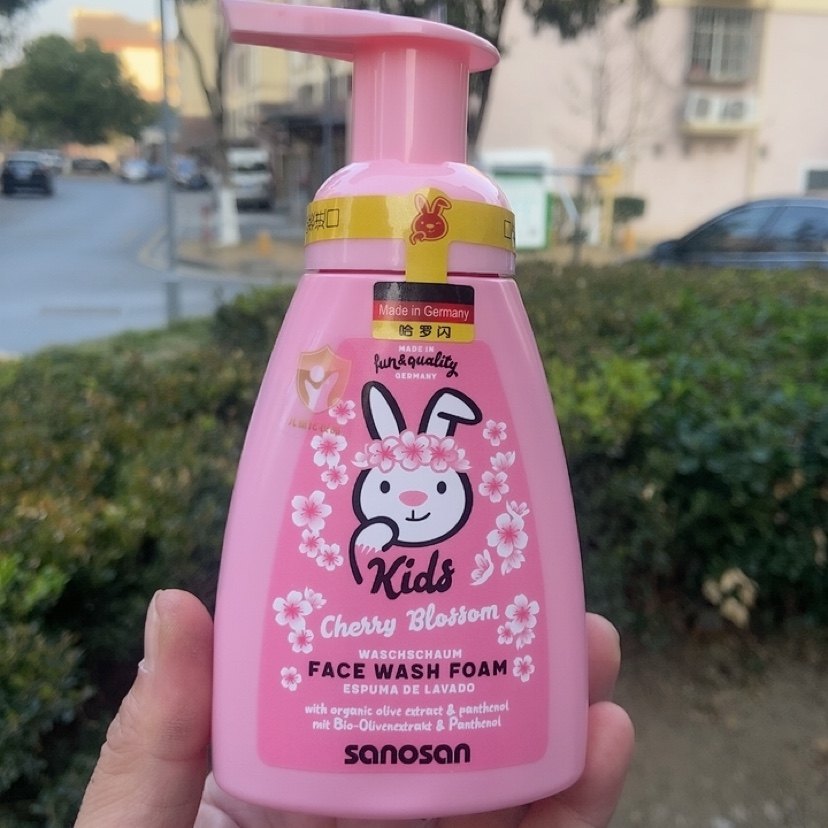 Made in Germany
哈罗闪
MADE IN
fun&quality
GERMANY
Kids
Cherry Blossom
WASCHSCHAUM
FACE WASH FOAM
ESPUMA DE LAVADO
with organic olive extract & panthenol
mit Bio-Olivenextrakt & Panthenol
sanosan